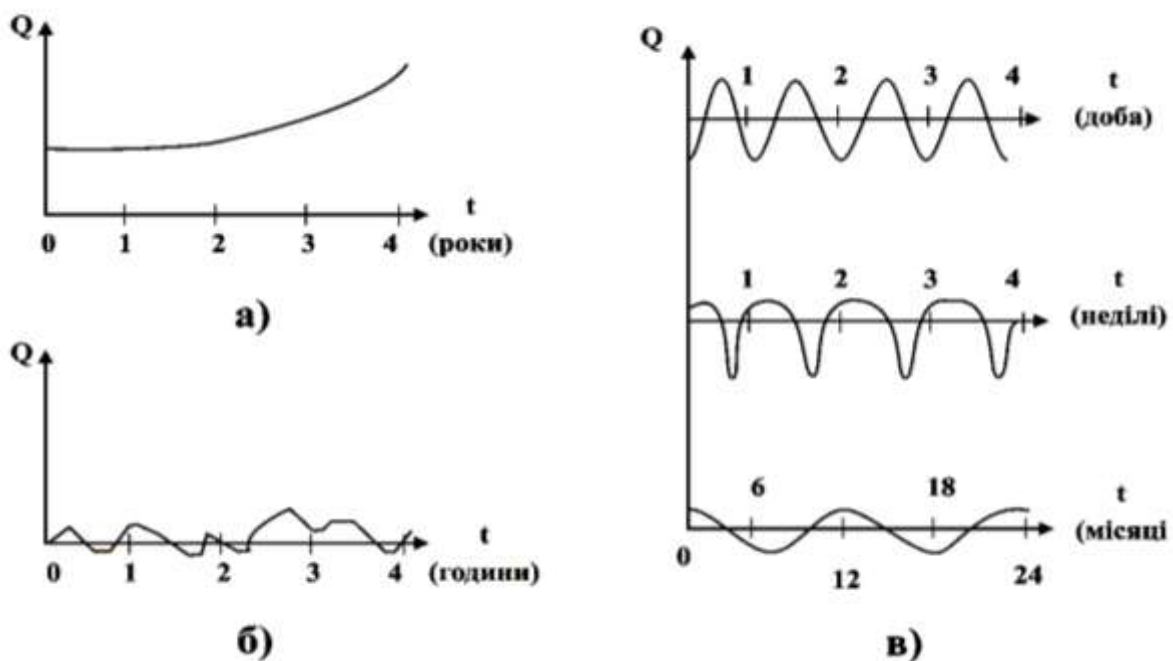 Q
t
(роки)
0 1 2 3 4
а)
Q
t
(години)
0 1 2 3 4
б)
Q
1 2 3 4 t
(доба)
1 2 3 4 t
(неділі)
6 18 t
(місяці
0 12 24
в)